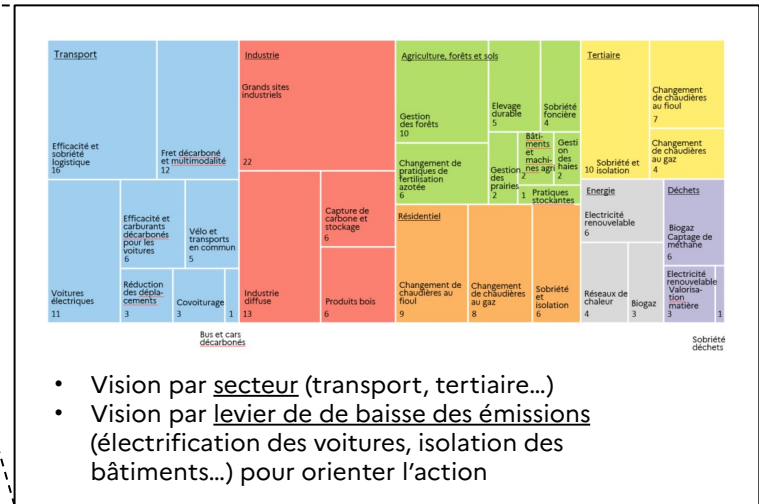 Transport
Efficacité et
sobriété
logistique
16
Fret décarboné
et multimodalité
12
Voitures
électriques
11
Efficacité et
carburants
décarbonés
pour les
voitures
6
Vélo et
transports
en commun
5
Réduction
des dépla-
cements
3
Covoiturage
3
1
Bus et cars
décarbonés
Industrie
Grands sites
industriels
22
Industrie
diffuse
13
Capture de
carbone et
stockage
6
Produits bois
6
Agriculture, forêts et sols
Gestion
des forêts
10
Elevage
durable
5
Sobriété
foncière
4
Changement de
pratiques de
fertilisation
azotée
6
Gestion
des
prairies
2
Bâti-
ments
et
machi-
nes agri
2
Gesti
on
des
haies
2
1 Pratiques
stockantes
Résidentiel
Changement de
chaudières au
fioul
9
Changement
de chaudières
au gaz
8
Sobriété
et
isolation
6
Tertiaire
10 Sobriété et
isolation
Changement
de chaudières
au fioul
7
Changement
de chaudières
au gaz
4
Energie
Electricité
renouvelable
6
Réseaux de
chaleur
4
Biogaz
3
Déchets
Biogaz
Captage de
méthane
6
Electricité
renouvelable
Valorisa-
tion
matière
3
1
Sobriété
déchets
• Vision par secteur (transport, tertiaire…)
• Vision par levier de de baisse des émissions
(électrification des voitures, isolation des
bâtiments…) pour orienter l’action